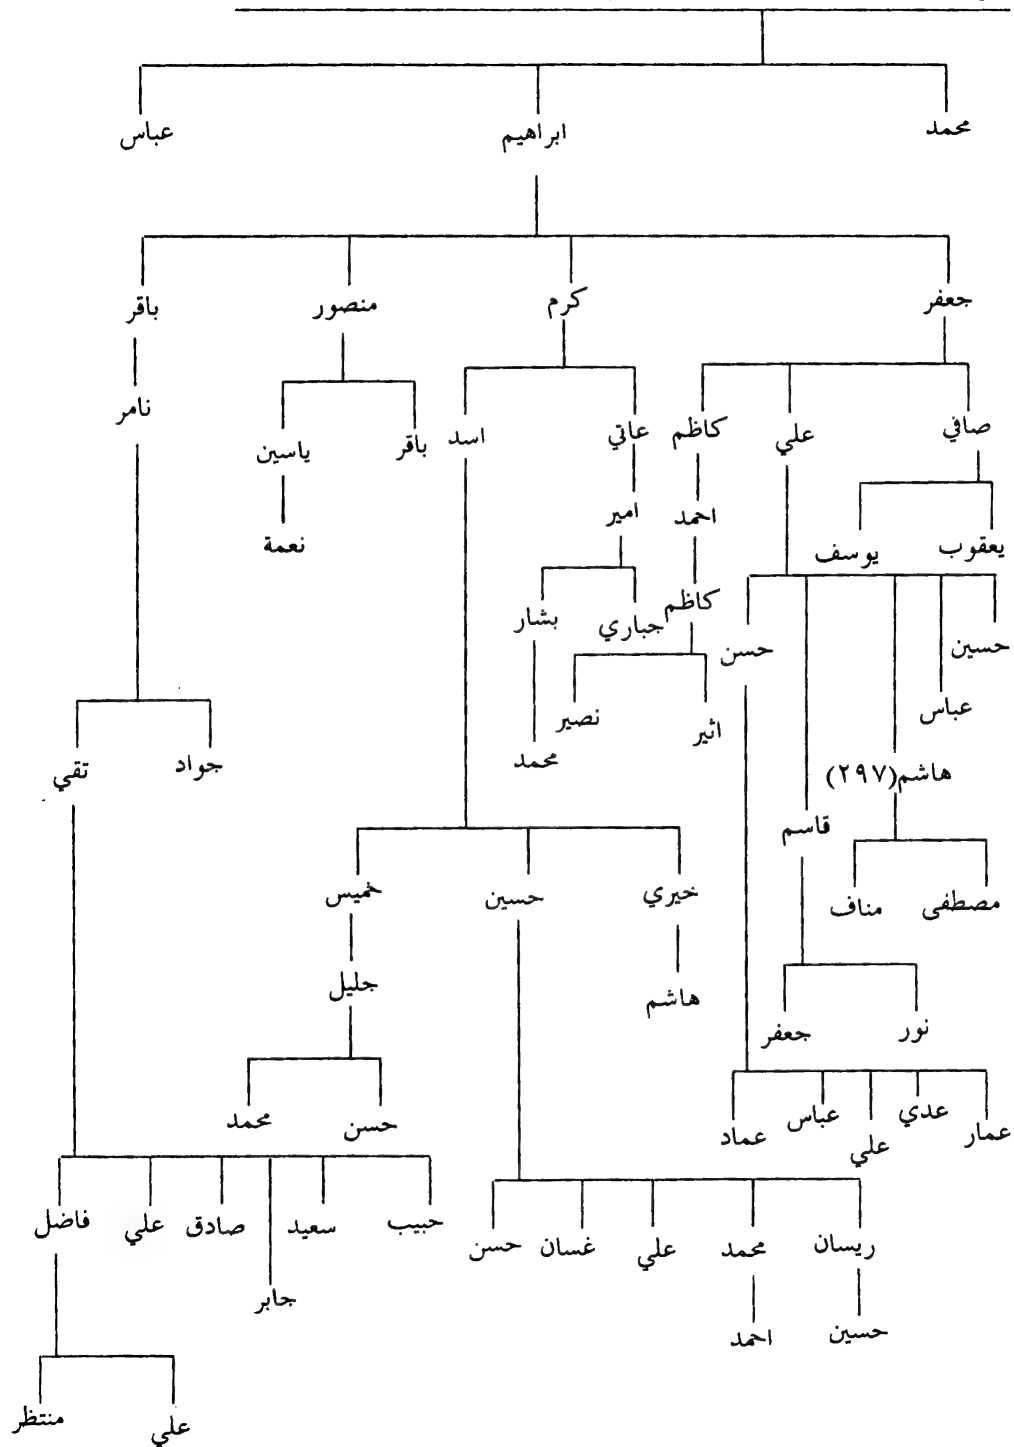 محمد ابراهيم عباس
جعفر كرم منصور باقر
نامر
صافي علي كاظم عاتي اسد باقر ياسين
احمد امير نعمة
يعقوب يوسف
كاظم جباري بشار
حسين حسن
عباس
اثير نصير محمد
جواد تقي
هاشم(٢٩٧)
قاسم
خيري حسين خميس
مصطفى مناف
جليل
هاشم
نور جعفر
عمار عدي علي عباس عماد
حسن محمد
حبيب سعيد صادق علي فاضل
ريسان محمد علي غسان حسن
جابر
حسين احمد
علي منتظر